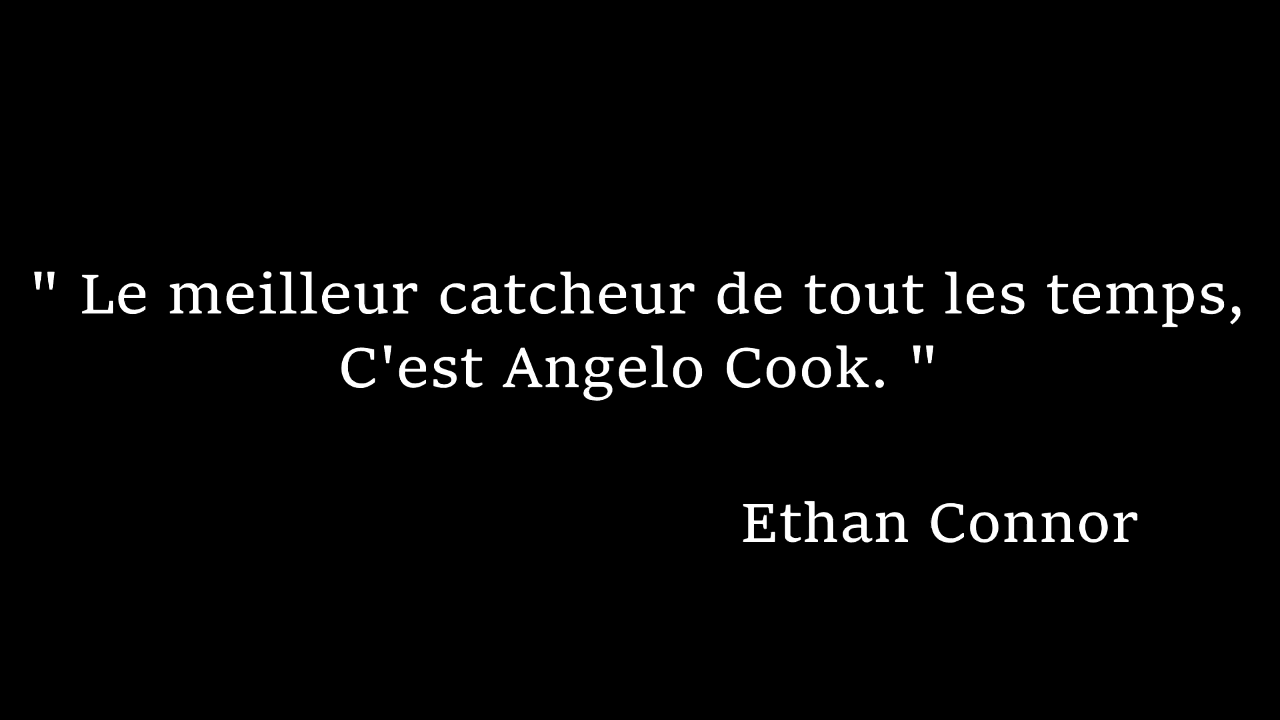 " Le meilleur catcheur de tout les temps,
C'est Angelo Cook. "
Ethan Connor